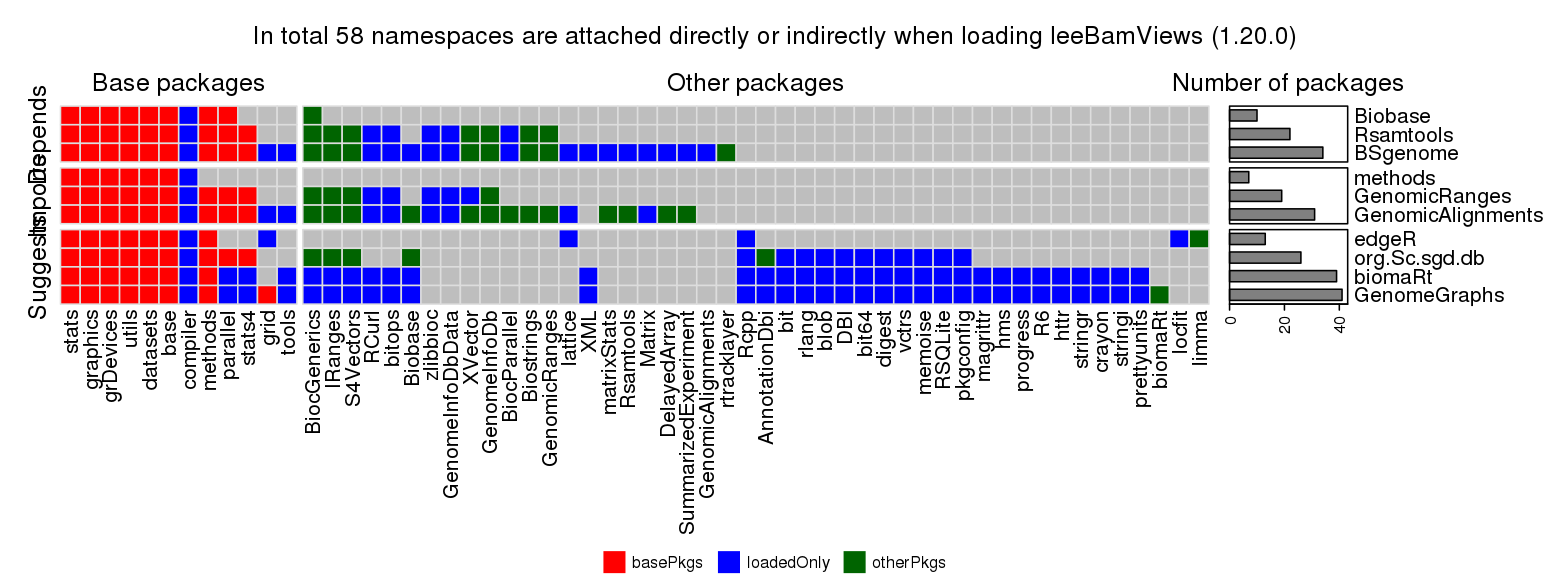 In total 58 namespaces are attached directly or indirectly when loading leeBamViews (1.20.0)
Base packages
Other packages
Number of packages
Depends
Imports
Suggests
Biobase
Rsamtools
BSgenome
methods
GenomicRanges
GenomicAlignments
edgeR
org.Sc.sgd.db
biomaRt
GenomeGraphs
0
20
40
stats
graphics
grDevices
utils
datasets
base
compiler
methods
parallel
stats4
grid
tools
BiocGenerics
IRanges
S4Vectors
RCurl
bitops
Biobase
zlibbioc
GenomeInfoDbData
XVector
GenomeInfoDb
BiocParallel
Biostrings
GenomicRanges
lattice
XML
matrixStats
Rsamtools
Matrix
DelayedArray
SummarizedExperiment
GenomicAlignments
rtracklayer
Rcpp
AnnotationDbi
bit
rlang
blob
DBI
bit64
digest
vctrs
memoise
RSQLite
pkgconfig
magrittr
hms
progress
R6
httr
stringr
crayon
stringi
prettyunits
biomaRt
locfit
limma
basePkgs
loadedOnly
otherPkgs